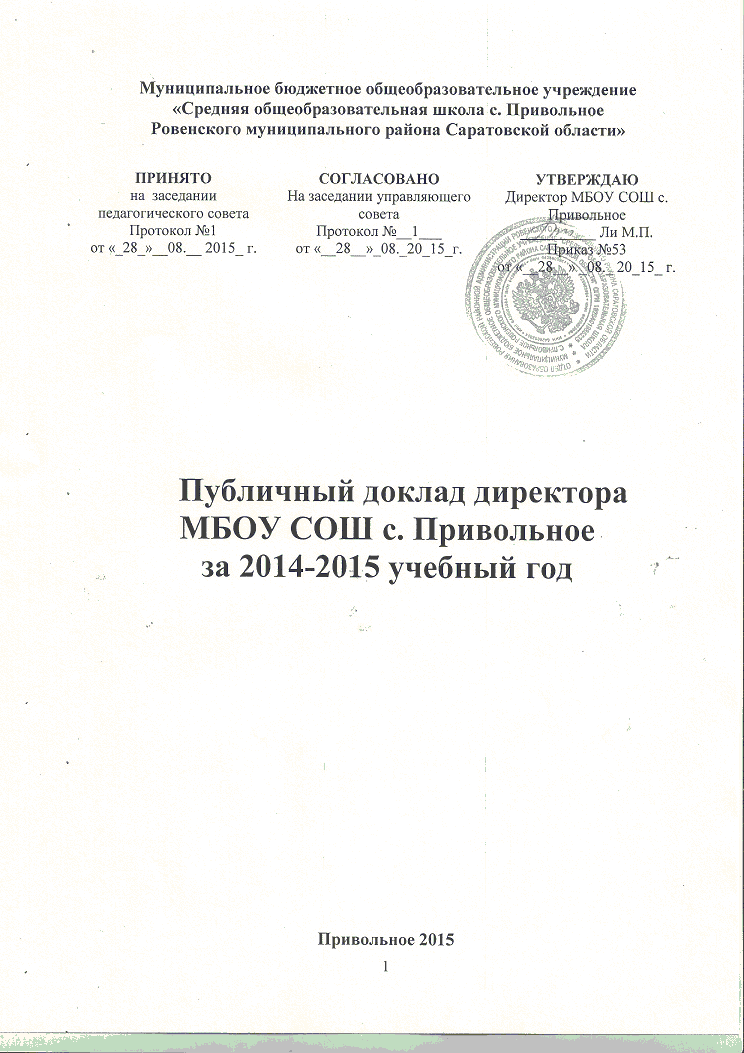 Муниципальное бюджетное общеобразовательное учреждение
«Средняя общеобразовательная школа с. Привольное
Ровенского муниципального района Саратовской области»
ПРИНЯТО
на заседании
педагогического совета
Протокол №1
от «_28_»__08.__ 2015_ г.
СОГЛАСОВАНО
На заседании управляющего
совета
Протокол №__1___
от «__28__»_08._20_15_г.
УТВЕРЖДАЮ
Директор МБОУ СОШ с.
Привольное
__________ Ли М.П.
Приказ №53
от «__28__»_08._ 20_15_ г.
Публичный доклад директора
МБОУ СОШ с. Привольное
за 2014-2015 учебный год
Привольное 2015
1